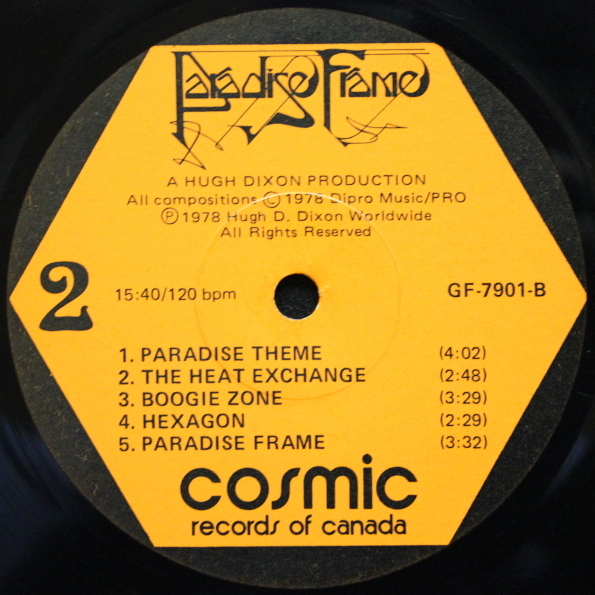 Paradise Frame
A HUGH DIXON PRODUCTION
All compositions Ⓒ 1978 Dipro Music/PRO
Ⓟ 1978 Hugh D. Dixon Worldwide
All Rights Reserved
2 15:40/120 bpm GF-7901-B
1. PARADISE THEME (4:02)
2. THE HEAT EXCHANGE (2:48)
3. BOOGIE ZONE (3:29)
4. HEXAGON (2:29)
5. PARADISE FRAME (3:32)
cosmic
records of canada